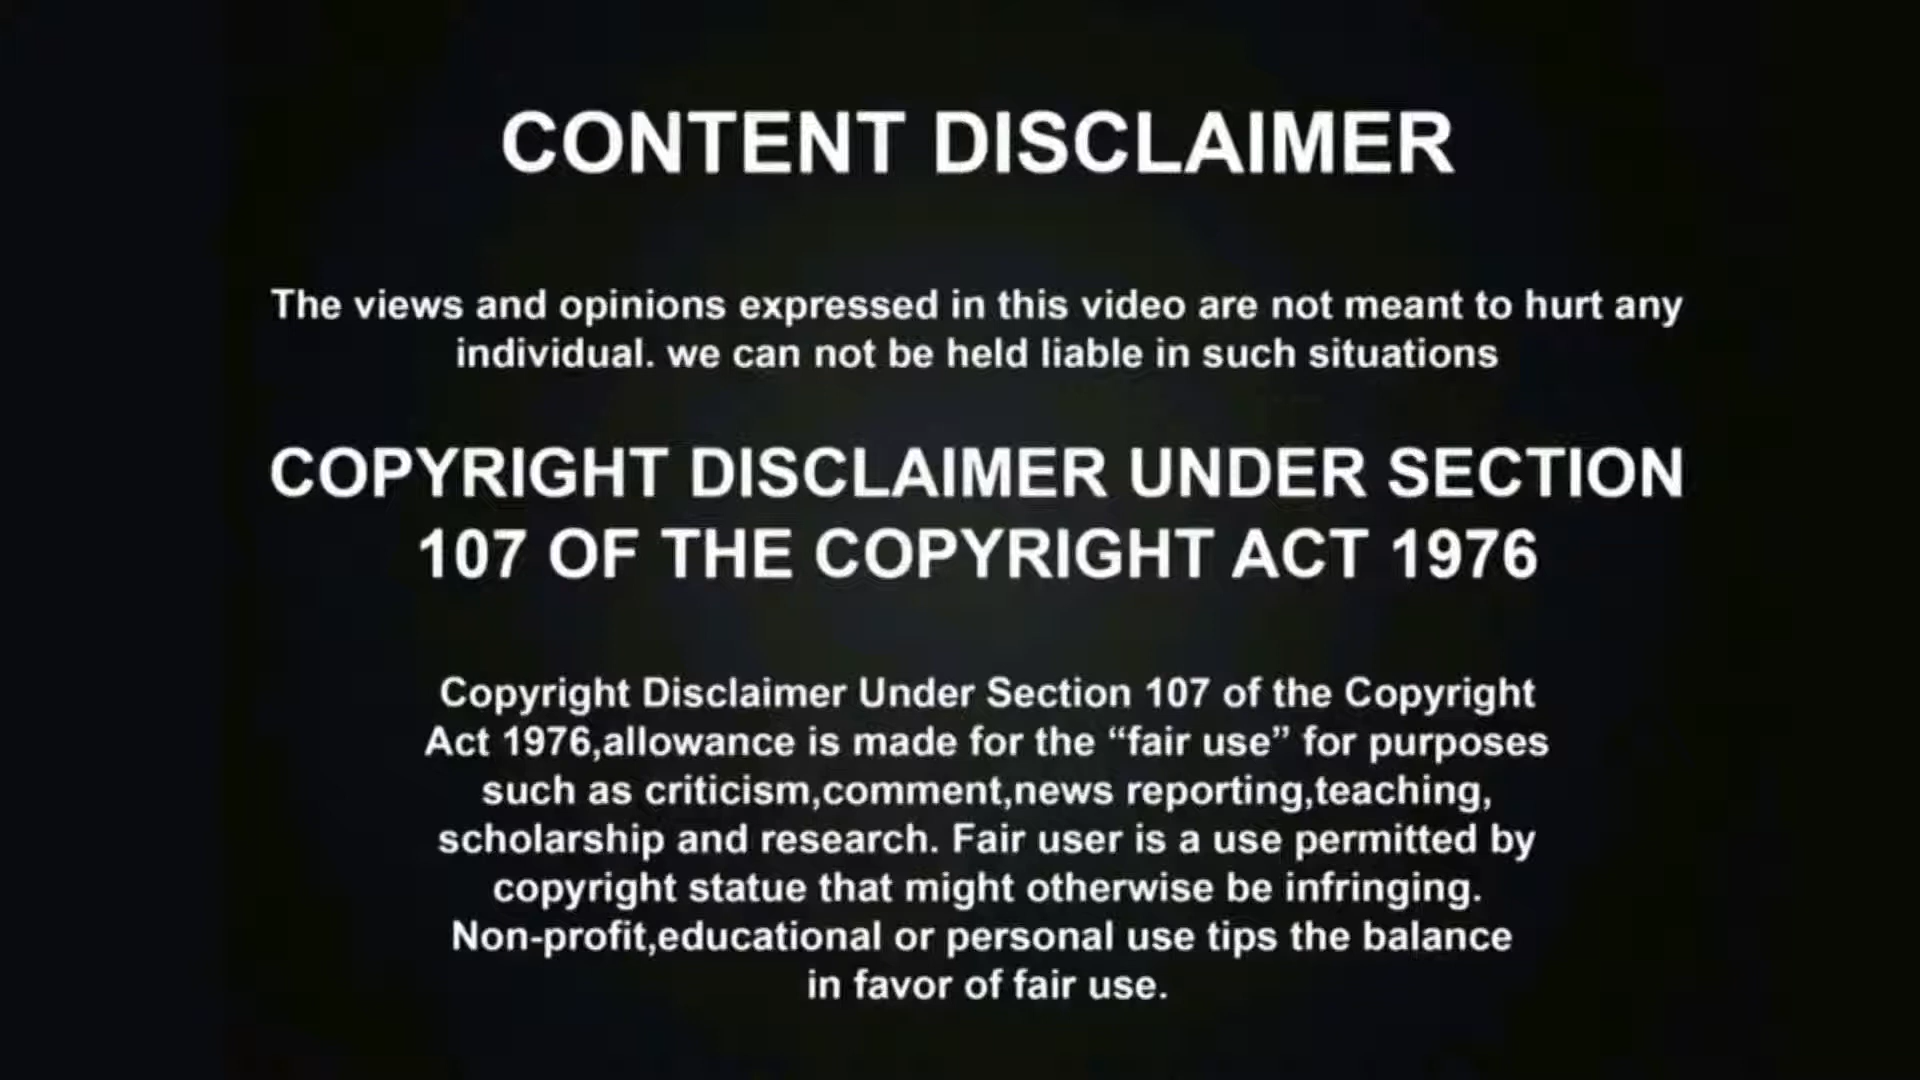 CONTENT DISCLAIMER
The views and opinions expressed in this video are not meant to hurt any
individual. we can not be held liable in such situations
COPYRIGHT DISCLAIMER UNDER SECTION
107 OF THE COPYRIGHT ACT 1976
Copyright Disclaimer Under Section 107 of the Copyright
Act 1976,allowance is made for the “fair use” for purposes
such as criticism,comment,news reporting,teaching,
scholarship and research. Fair user is a use permitted by
copyright statue that might otherwise be infringing.
Non-profit,educational or personal use tips the balance
in favor of fair use.